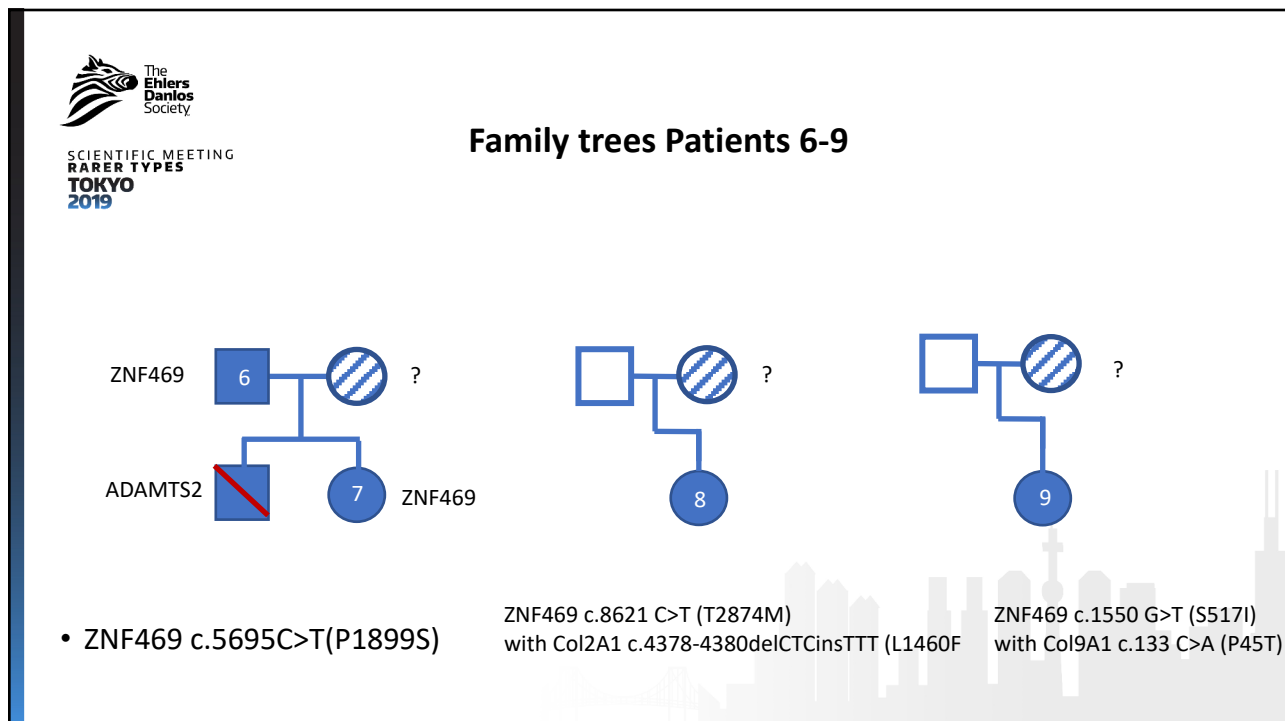 The
Ehlers
Danlos
Society
SCIENTIFIC MEETING
RARER TYPES
TOKYO
2019
Family trees Patients 6-9
ZNF469
6
?
?
?
ADAMTS2
7
ZNF469
8
9
• ZNF469 c.5695C>T(P1899S)
ZNF469 c.8621 C>T (T2874M)
with Col2A1 c.4378-4380delCTCinsTTT (L1460F
ZNF469 c.1550 G>T (S517I)
with Col9A1 c.133 C>A (P45T)